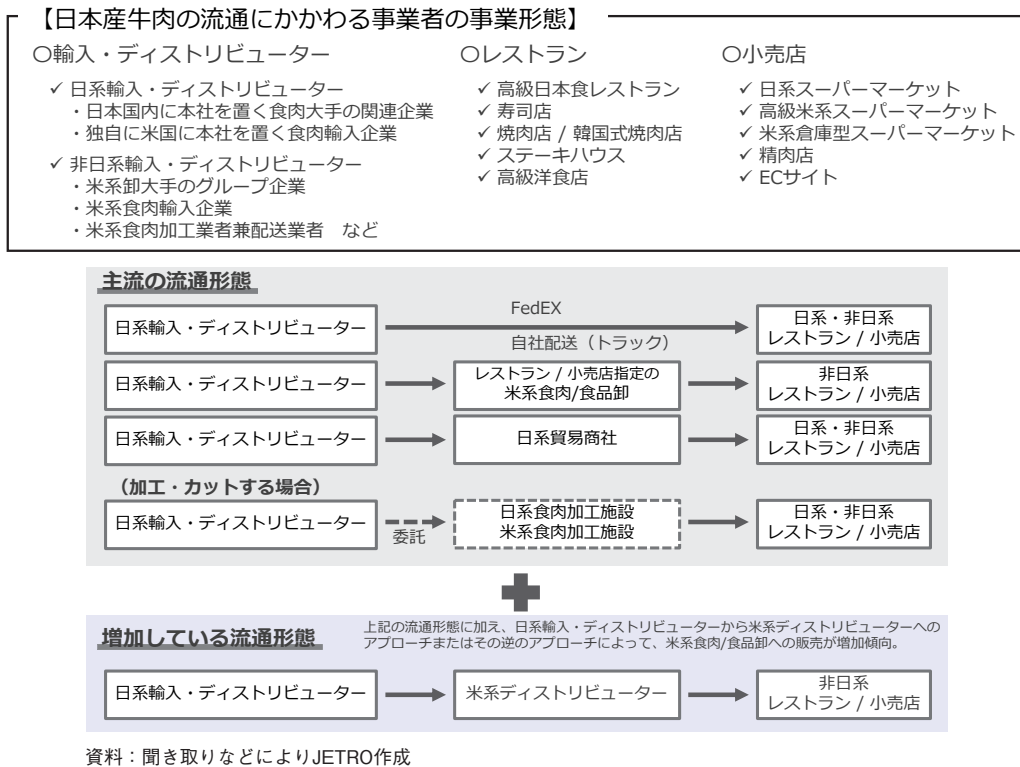 【日本産牛肉の流通にかかわる事業者の事業形態】
○輸入・ディストリビューター
✓ 日系輸入・ディストリビューター
・日本国内に本社を置く食肉大手の関連企業
・独自に米国に本社を置く食肉輸入企業
✓ 非日系輸入・ディストリビューター
・米系卸大手のグループ企業
・米系食肉輸入企業
・米系食肉加工業者兼配送業者 など
○レストラン
✓ 高級日本食レストラン
✓ 寿司店
✓ 焼肉店 / 韓国式焼肉店
✓ ステーキハウス
✓ 高級洋食店
○小売店
✓ 日系スーパーマーケット
✓ 高級米系スーパーマーケット
✓ 米系倉庫型スーパーマーケット
✓ 精肉店
✓ ECサイト
主流の流通形態
日系輸入・ディストリビューター
FedEX
自社配送（トラック）
日系・非日系
レストラン / 小売店
日系輸入・ディストリビューター
レストラン / 小売店指定の
米系食肉/食品卸
非日系
レストラン / 小売店
日系輸入・ディストリビューター
日系貿易商社
日系・非日系
レストラン / 小売店
（加工・カットする場合）
日系輸入・ディストリビューター
委託
日系食肉加工施設
米系食肉加工施設
日系・非日系
レストラン / 小売店
増加している流通形態
上記の流通形態に加え、日系輸入・ディストリビューターから米系ディストリビューターへの
アプローチまたはその逆のアプローチによって、米系食肉/食品卸への販売が増加傾向。
日系輸入・ディストリビューター
米系ディストリビューター
非日系
レストラン / 小売店
資料：聞き取りなどによりJETRO作成